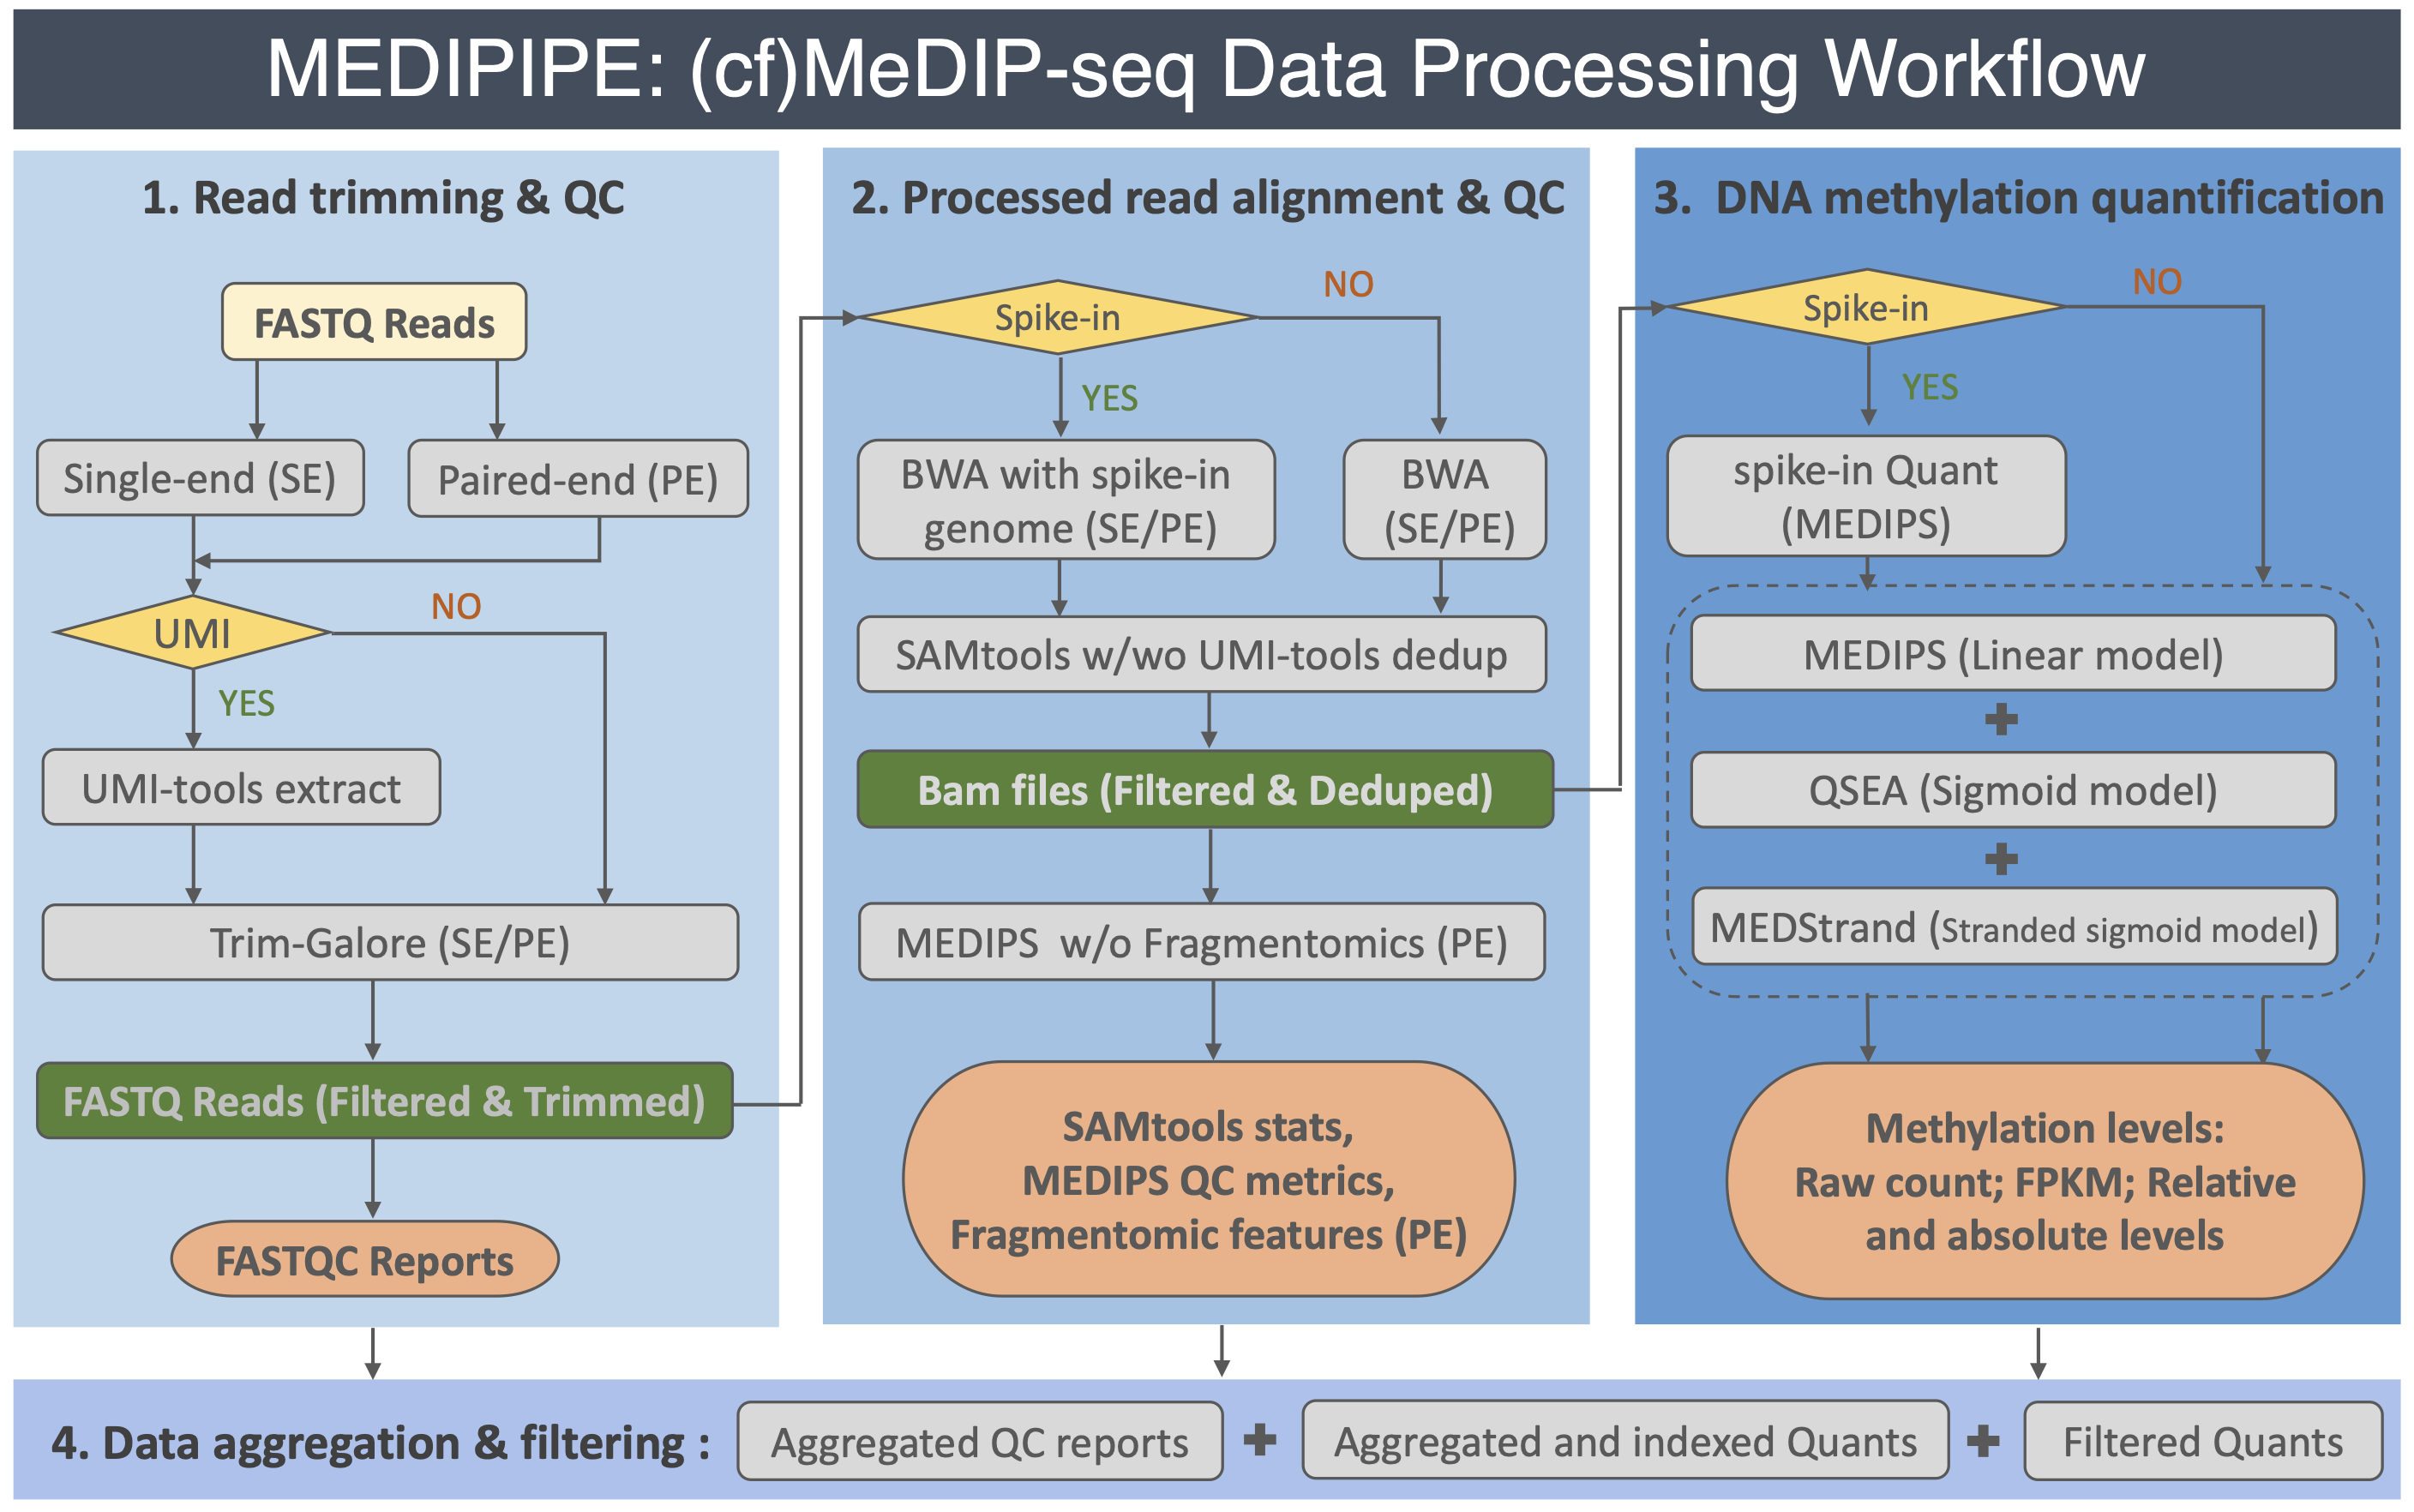 MEDIPIPE: (cf)MeDIP-seq Data Processing Workflow
1. Read trimming & QC
FASTQ Reads
Single-end (SE)
Paired-end (PE)
UMI
NO
YES
UMI-tools extract
Trim-Galore (SE/PE)
FASTQ Reads (Filtered & Trimmed)
FASTQC Reports
2. Processed read alignment & QC
Spike-in
NO
YES
BWA with spike-in
genome (SE/PE)
BWA
(SE/PE)
SAMtools w/wo UMI-tools dedup
Bam files (Filtered & Deduped)
MEDIPS w/o Fragmentomics (PE)
SAMtools stats,
MEDIPS QC metrics,
Fragmentomic features (PE)
3. DNA methylation quantification
Spike-in
NO
YES
spike-in Quant
(MEDIPS)
MEDIPS (Linear model)
+
QSEA (Sigmoid model)
+
MEDStrand (Stranded sigmoid model)
Methylation levels:
Raw count; FPKM; Relative
and absolute levels
4. Data aggregation & filtering : Aggregated QC reports + Aggregated and indexed Quants + Filtered Quants